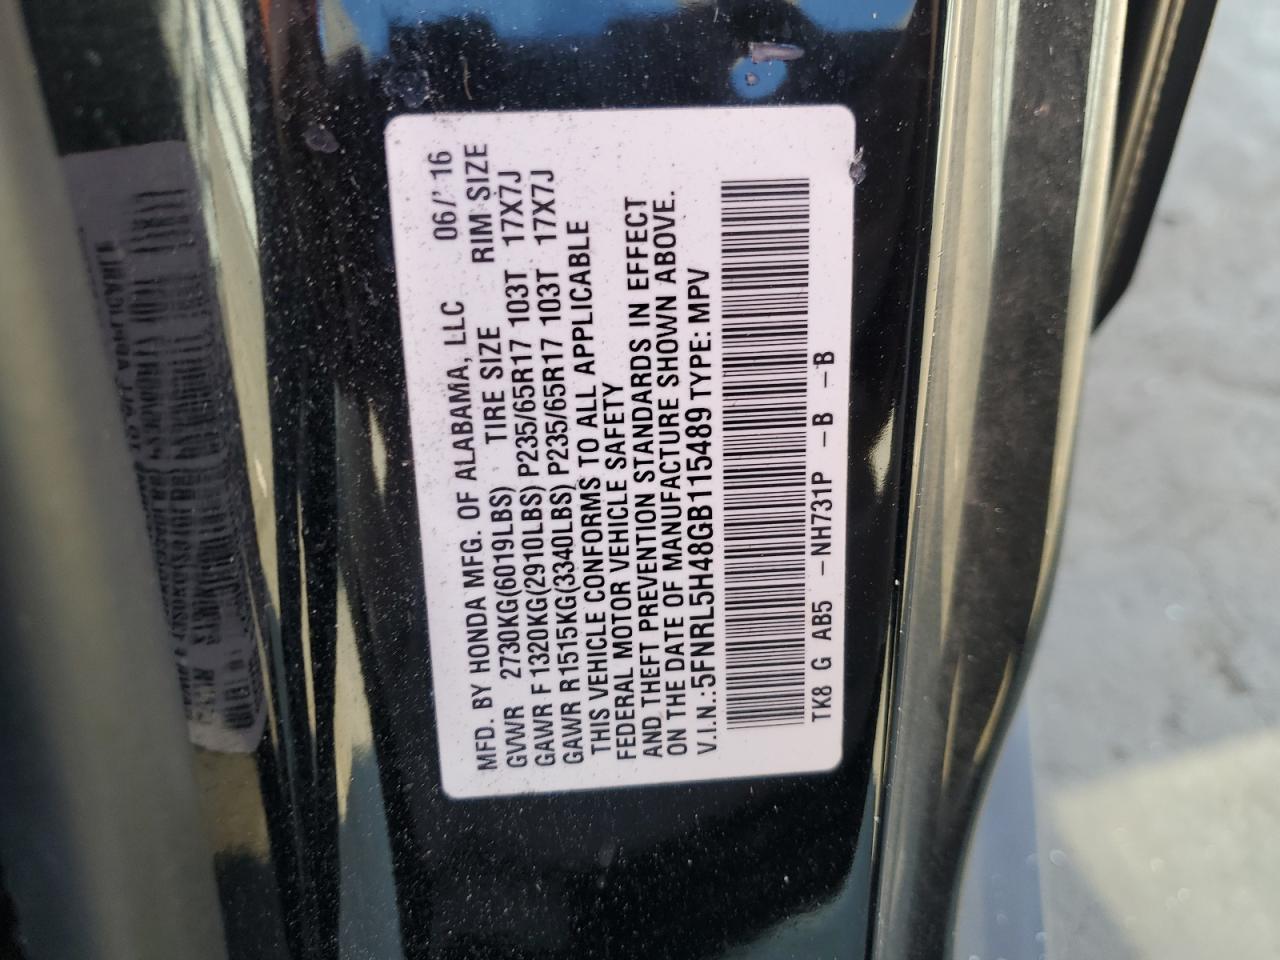 MFD. BY HONDA MFG. OF ALABAMA, LLC 06/16
GVWR 2730KG(6019LBS) TIRE SIZE RIM SIZE
GAWR F 1320KG(2910LBS) P235/65R17 103T 17X7J
GAWR R 1515KG(3340LBS) P235/65R17 103T 17X7J
THIS VEHICLE CONFORMS TO ALL APPLICABLE
FEDERAL MOTOR VEHICLE SAFETY
AND THEFT PREVENTION STANDARDS IN EFFECT
ON THE DATE OF MANUFACTURE SHOWN ABOVE.
V.I.N.: 5FNRL5H48GB115489 TYPE: MPV
TK8 G AB5 -NH731P -B -B